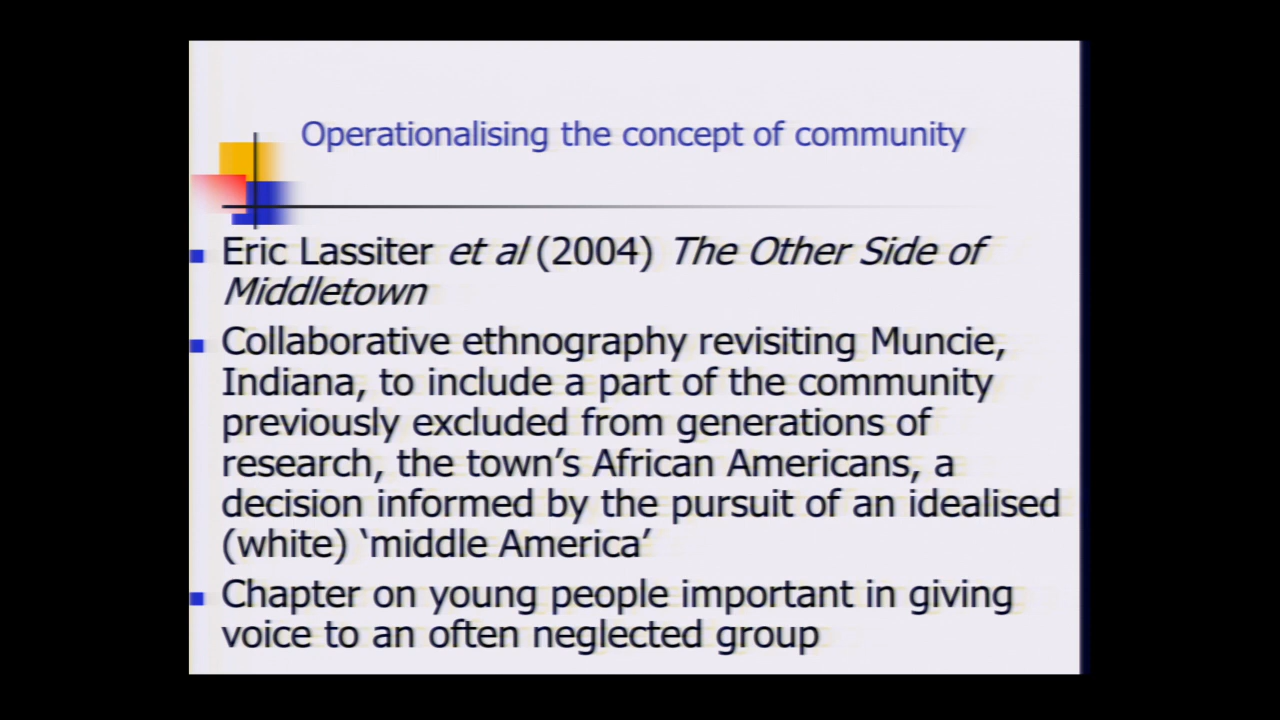 Operationalising the concept of community
Eric Lassiter et al (2004) The Other Side of
Middletown
Collaborative ethnography revisiting Muncie,
Indiana, to include a part of the community
previously excluded from generations of
research, the town’s African Americans, a
decision informed by the pursuit of an idealised
(white) ‘middle America’
Chapter on young people important in giving
voice to an often neglected group